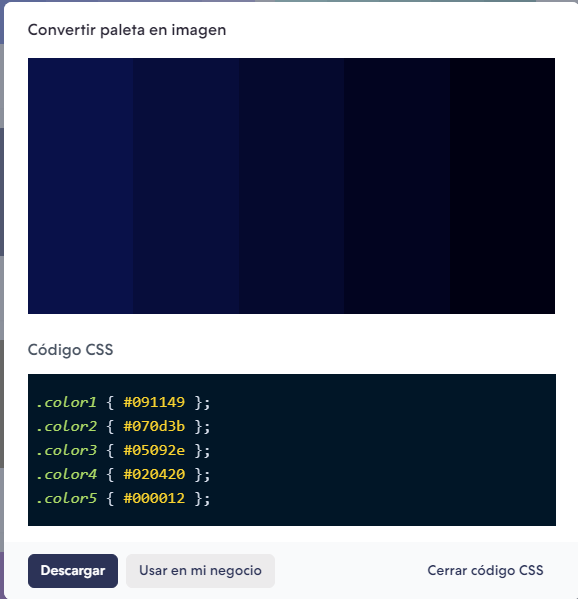 Convertir paleta en imagen
Código CSS
.color1 { #091149 };
.color2 { #070d3b };
.color3 { #05092e };
.color4 { #020420 };
.color5 { #000012 };
Descargar
Usar en mi negocio
Cerrar código CSS